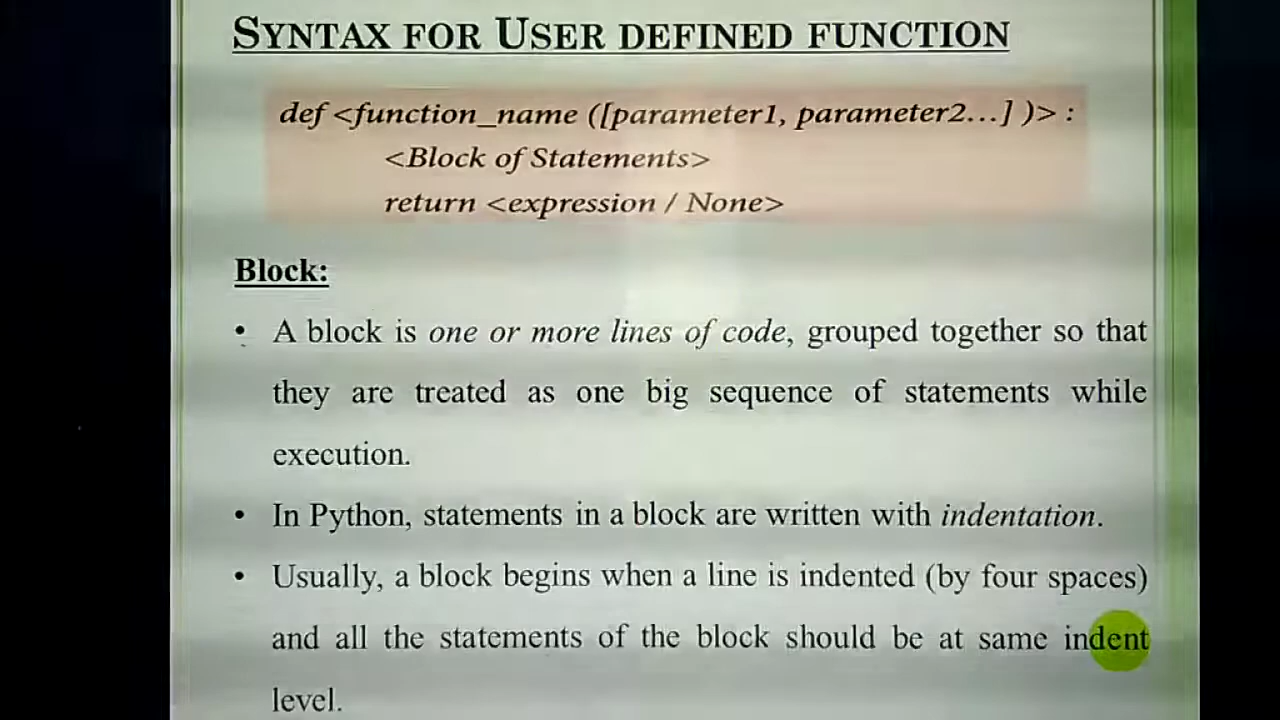 SYNTAX FOR USER DEFINED FUNCTION
def <function_name ([parameter1, parameter2...] )> :
<Block of Statements>
return <expression / None>
Block:
• A block is one or more lines of code, grouped together so that
they are treated as one big sequence of statements while
execution.
• In Python, statements in a block are written with indentation.
• Usually, a block begins when a line is indented (by four spaces)
and all the statements of the block should be at same indent
level.